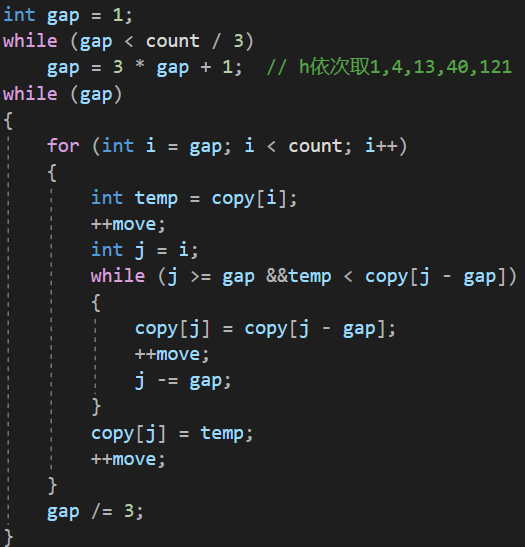 int gap = 1;
while (gap < count / 3)
    gap = 3 * gap + 1;  // h依次取1,4,13,40,121
while (gap)
{
    for (int i = gap; i < count; i++)
    {
        int temp = copy[i];
        ++move;
        int j = i;
        while (j >= gap &&temp < copy[j - gap])
        {
            copy[j] = copy[j - gap];
            ++move;
            j -= gap;
        }
        copy[j] = temp;
        ++move;
    }
    gap /= 3;
}